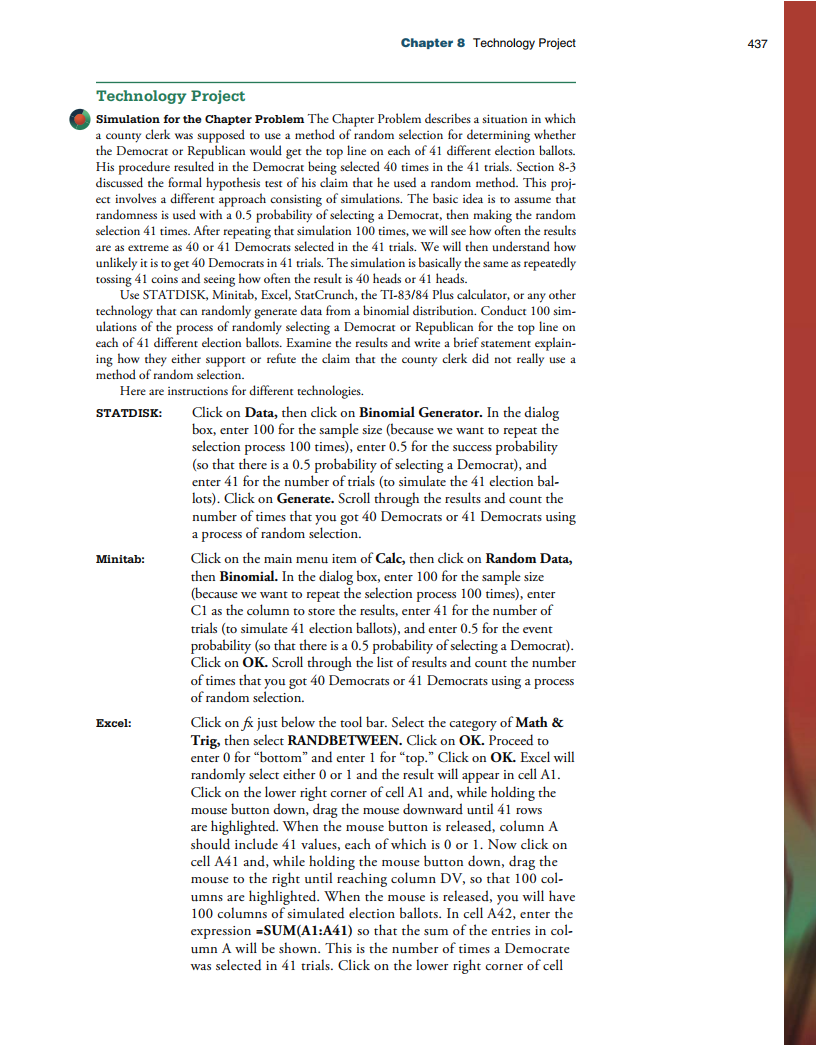 Chapter 8 Technology Project 437
Technology Project
Simulation for the Chapter Problem The Chapter Problem describes a situation in which
a county clerk was supposed to use a method of random selection for determining whether
the Democrat or Republican would get the top line on each of 41 different election ballots.
His procedure resulted in the Democrat being selected 40 times in the 41 trials. Section 8-3
discussed the formal hypothesis test of his claim that he used a random method. This proj-
ect involves a different approach consisting of simulations. The basic idea is to assume that
randomness is used with a 0.5 probability of selecting a Democrat, then making the random
selection 41 times. After repeating that simulation 100 times, we will see how often the results
are as extreme as 40 or 41 Democrats selected in the 41 trials. We will then understand how
unlikely it is to get 40 Democrats in 41 trials. The simulation is basically the same as repeatedly
tossing 41 coins and seeing how often the result is 40 heads or 41 heads.
Use STATDISK, Minitab, Excel, StatCrunch, the TI-83/84 Plus calculator, or any other
technology that can randomly generate data from a binomial distribution. Conduct 100 sim-
ulations of the process of randomly selecting a Democrat or Republican for the top line on
each of 41 different election ballots. Examine the results and write a brief statement explain-
ing how they either support or refute the claim that the county clerk did not really use a
method of random selection.
Here are instructions for different technologies.
STATDISK: Click on Data, then click on Binomial Generator. In the dialog
box, enter 100 for the sample size (because we want to repeat the
selection process 100 times), enter 0.5 for the success probability
(so that there is a 0.5 probability of selecting a Democrat), and
enter 41 for the number of trials (to simulate the 41 election bal-
lots). Click on Generate. Scroll through the results and count the
number of times that you got 40 Democrats or 41 Democrats using
a process of random selection.
Minitab: Click on the main menu item of Calc, then click on Random Data,
then Binomial. In the dialog box, enter 100 for the sample size
(because we want to repeat the selection process 100 times), enter
C1 as the column to store the results, enter 41 for the number of
trials (to simulate 41 election ballots), and enter 0.5 for the event
probability (so that there is a 0.5 probability of selecting a Democrat).
Click on OK. Scroll through the list of results and count the number
of times that you got 40 Democrats or 41 Democrats using a process
of random selection.
Excel: Click on fx just below the tool bar. Select the category of Math &
Trig, then select RANDBETWEEN. Click on OK. Proceed to
enter 0 for “bottom” and enter 1 for “top.” Click on OK. Excel will
randomly select either 0 or 1 and the result will appear in cell A1.
Click on the lower right corner of cell A1 and, while holding the
mouse button down, drag the mouse downward until 41 rows
are highlighted. When the mouse button is released, column A
should include 41 values, each of which is 0 or 1. Now click on
cell A41 and, while holding the mouse button down, drag the
mouse to the right until reaching column DV, so that 100 col-
umns are highlighted. When the mouse is released, you will have
100 columns of simulated election ballots. In cell A42, enter the
expression =SUM(A1:A41) so that the sum of the entries in col-
umn A will be shown. This is the number of times a Democrate
was selected in 41 trials. Click on the lower right corner of cell